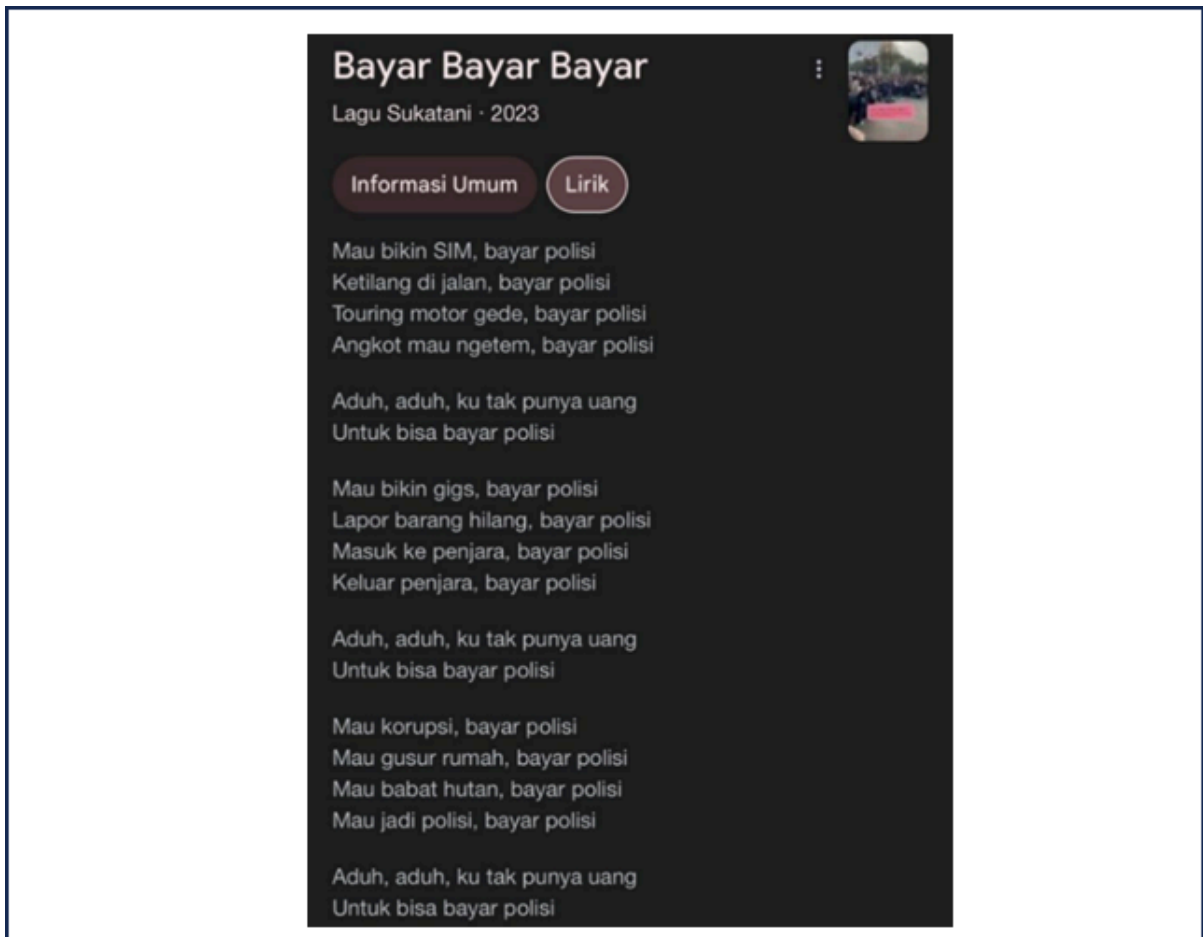 Bayar Bayar Bayar
Lagu Sukatani · 2023
Informasi Umum Lirik
Mau bikin SIM, bayar polisi
Ketilang di jalan, bayar polisi
Touring motor gede, bayar polisi
Angkot mau ngetem, bayar polisi
Aduh, aduh, ku tak punya uang
Untuk bisa bayar polisi
Mau bikin gigs, bayar polisi
Lapor barang hilang, bayar polisi
Masuk ke penjara, bayar polisi
Keluar penjara, bayar polisi
Aduh, aduh, ku tak punya uang
Untuk bisa bayar polisi
Mau korupsi, bayar polisi
Mau gusur rumah, bayar polisi
Mau babat hutan, bayar polisi
Mau jadi polisi, bayar polisi
Aduh, aduh, ku tak punya uang
Untuk bisa bayar polisi